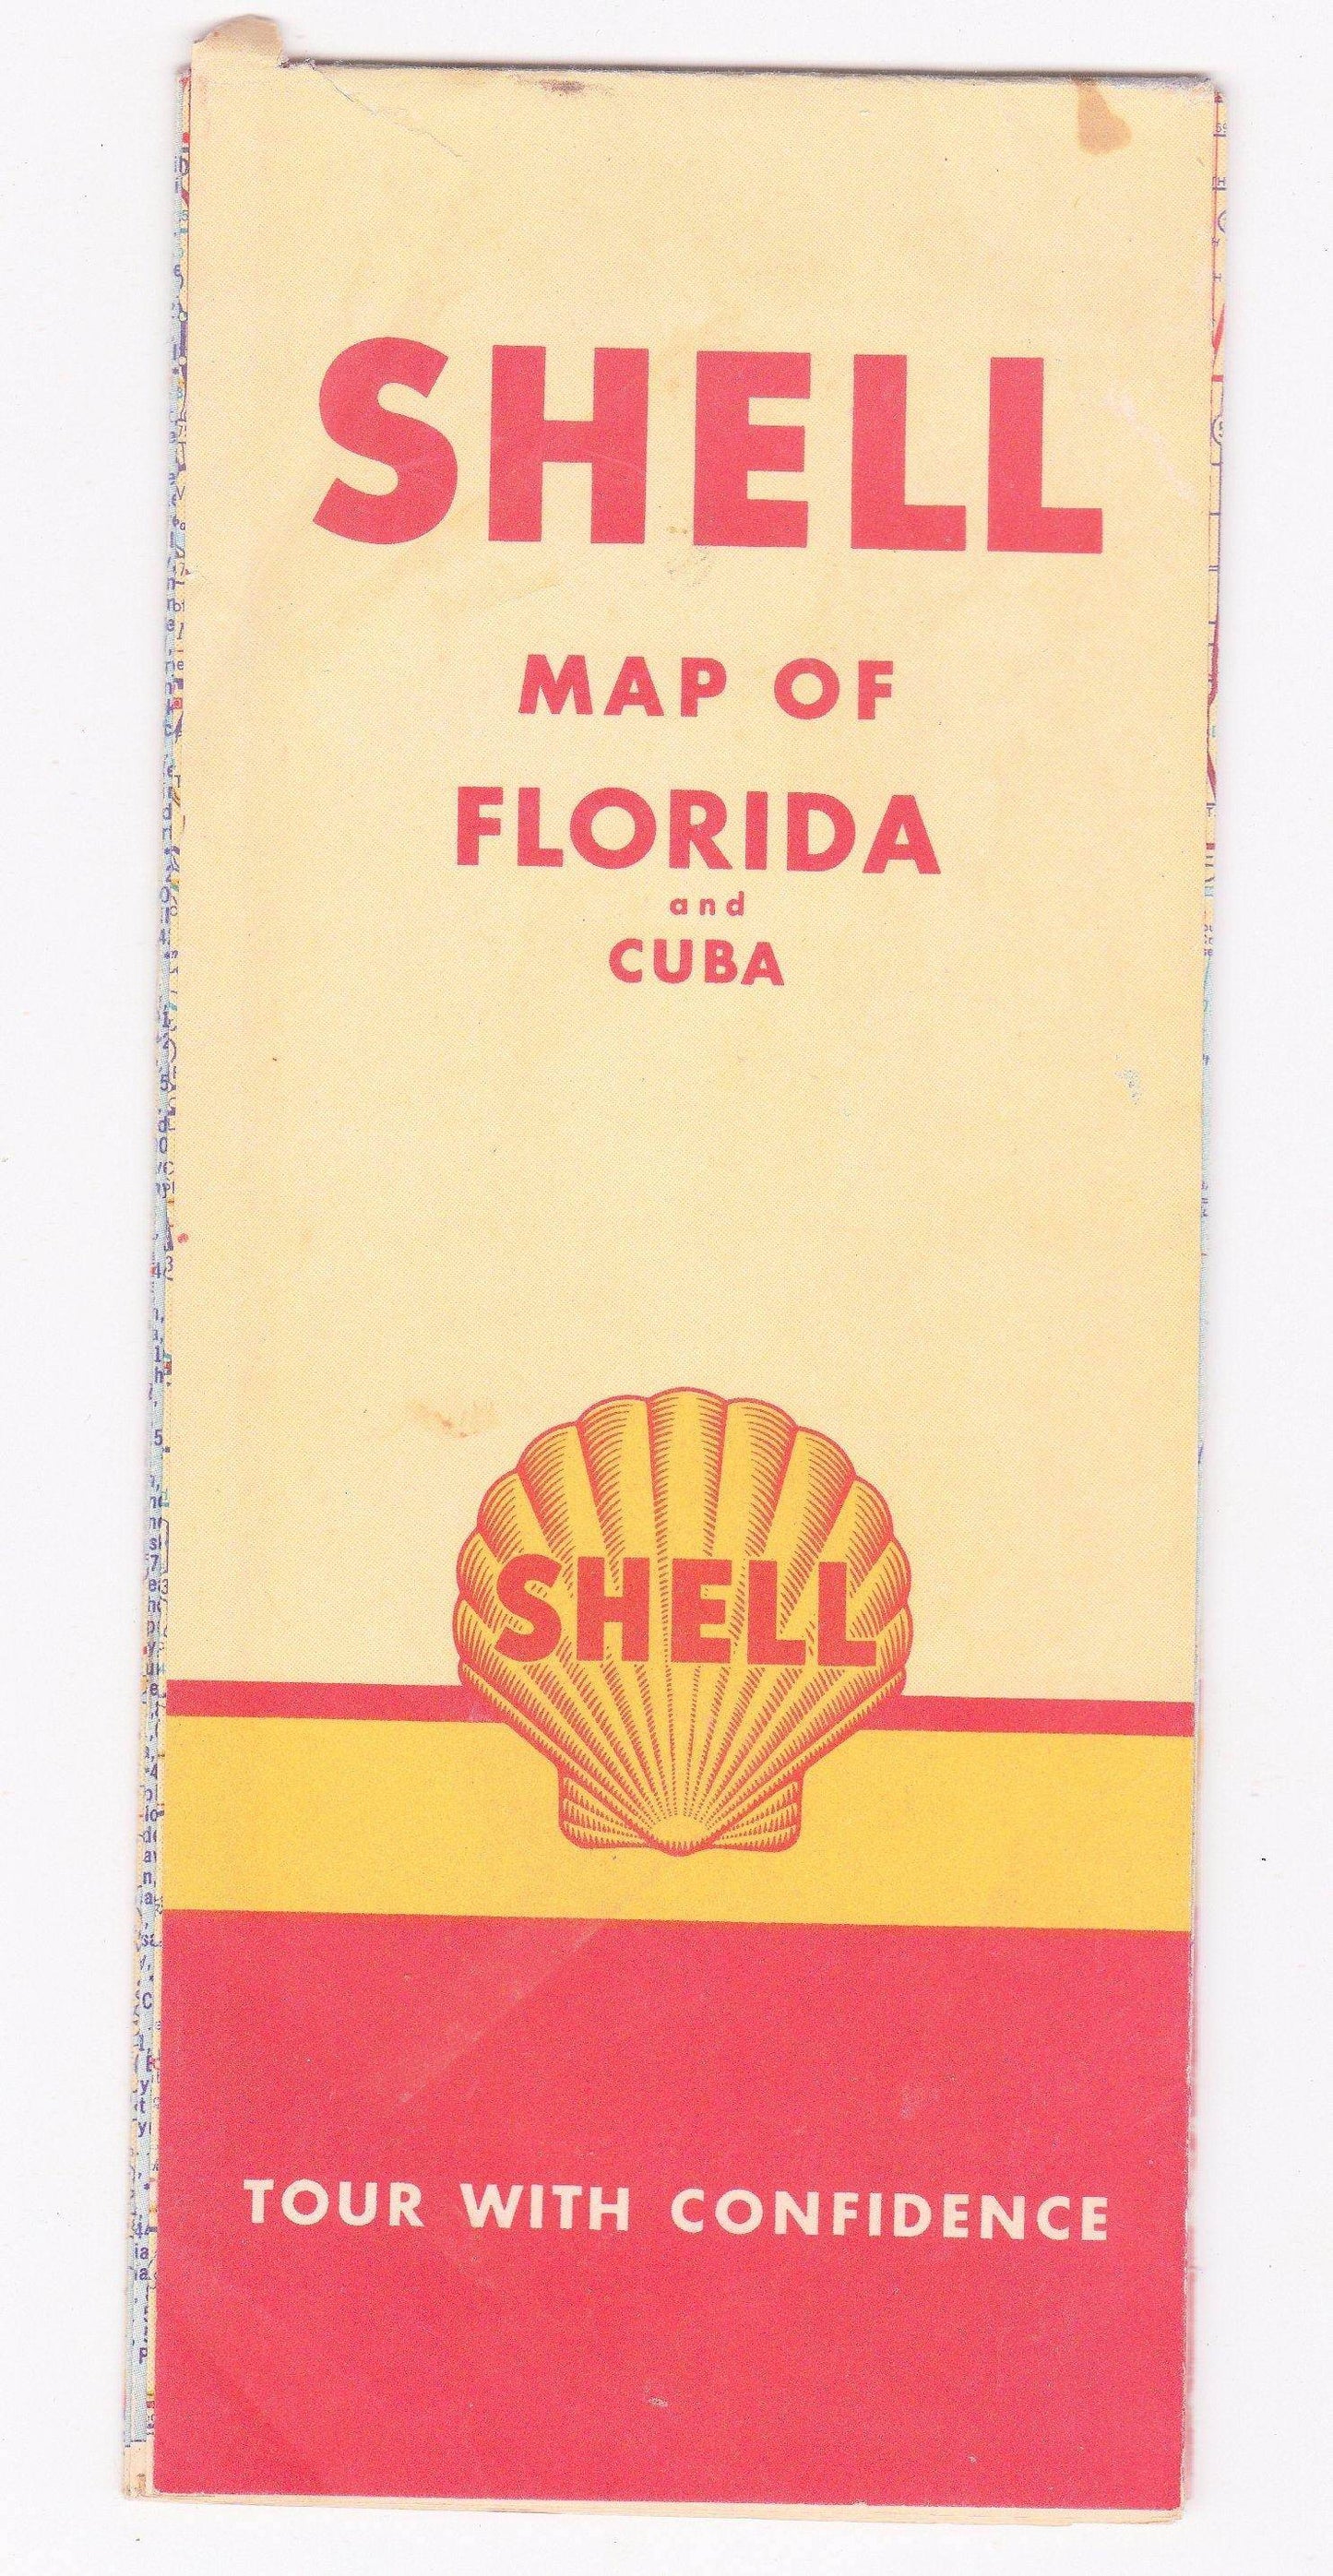 SHELL
MAP OF
FLORIDA
and
CUBA
SHELL
TOUR WITH CONFIDENCE